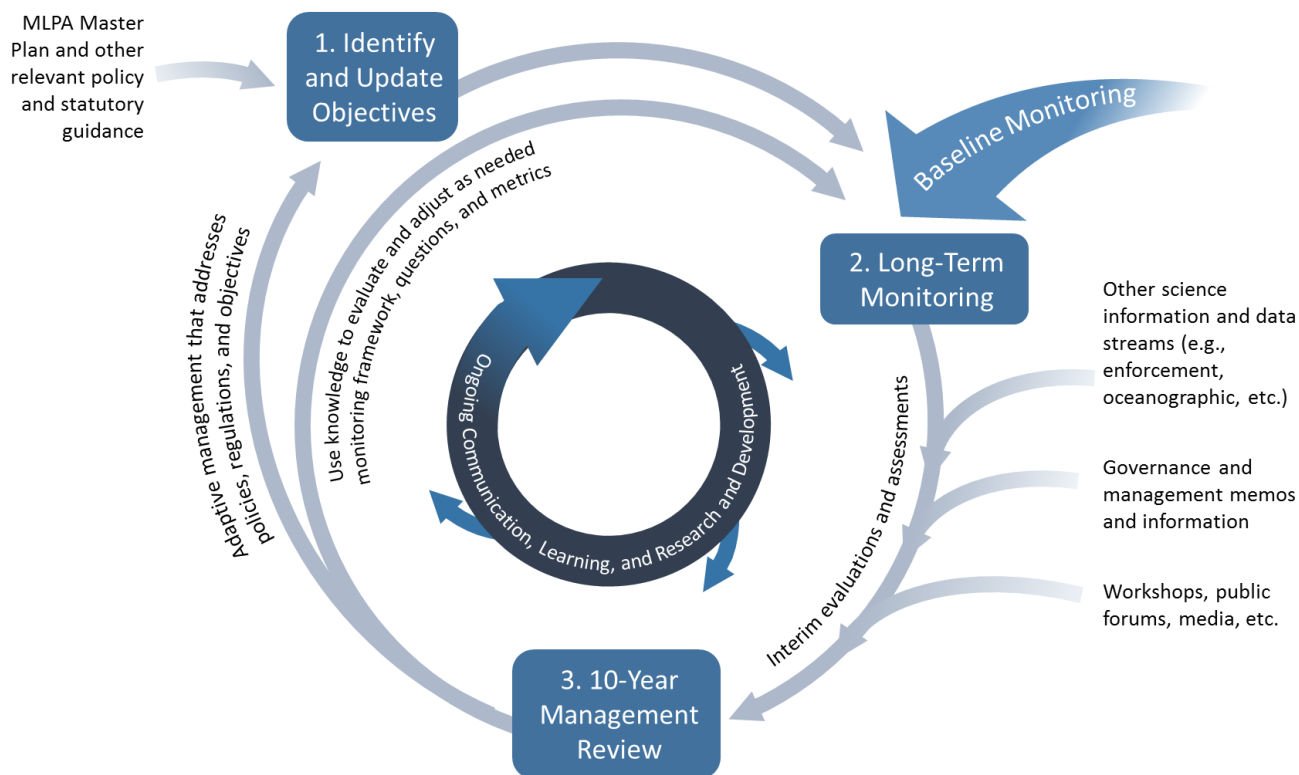 MLPA Master
Plan and other
relevant policy
and statutory
guidance
1. Identify
and Update
Objectives
Baseline Monitoring
2. Long-Term
Monitoring
Other science
information and data
streams (e.g.,
enforcement,
oceanographic, etc.)
Governance and
management memos
and information
Workshops, public
forums, media, etc.
Interim evaluations and assessments
3. 10-Year
Management
Review
Adaptive management that addresses
policies, regulations, and objectives
Use knowledge to evaluate and adjust as needed
monitoring framework, questions, and metrics
Ongoing Communication, Learning, and Research and Development